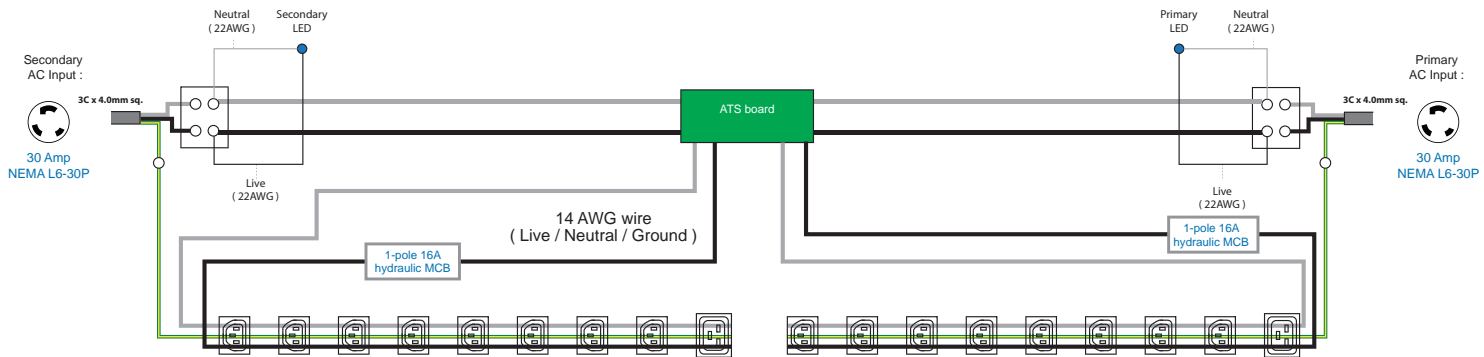 Neutral
( 22AWG )
Secondary
LED
Primary
LED
Neutral
( 22AWG )
Secondary
AC Input :
3C x 4.0mm sq.
30 Amp
NEMA L6-30P
ATS board
3C x 4.0mm sq.
Primary
AC Input :
30 Amp
NEMA L6-30P
Live
( 22AWG )
Live
( 22AWG )
14 AWG wire
( Live / Neutral / Ground )
1-pole 16A
hydraulic MCB
1-pole 16A
hydraulic MCB